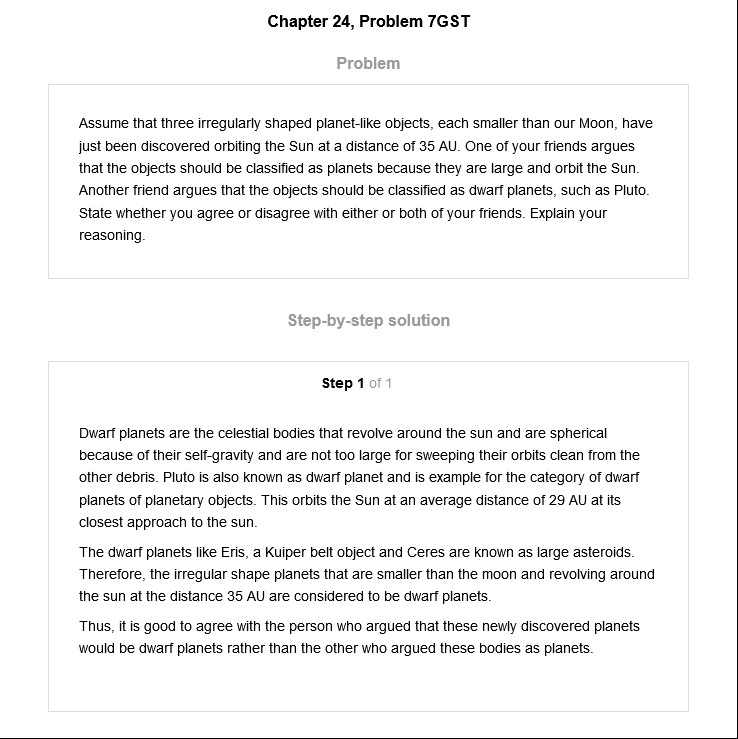 Chapter 24, Problem 7GST
Problem
Assume that three irregularly shaped planet-like objects, each smaller than our Moon, have
just been discovered orbiting the Sun at a distance of 35 AU. One of your friends argues
that the objects should be classified as planets because they are large and orbit the Sun.
Another friend argues that the objects should be classified as dwarf planets, such as Pluto.
State whether you agree or disagree with either or both of your friends. Explain your
reasoning.
Step-by-step solution
Step 1 of 1
Dwarf planets are the celestial bodies that revolve around the sun and are spherical
because of their self-gravity and are not too large for sweeping their orbits clean from the
other debris. Pluto is also known as dwarf planet and is example for the category of dwarf
planets of planetary objects. This orbits the Sun at an average distance of 29 AU at its
closest approach to the sun.
The dwarf planets like Eris, a Kuiper belt object and Ceres are known as large asteroids.
Therefore, the irregular shape planets that are smaller than the moon and revolving around
the sun at the distance 35 AU are considered to be dwarf planets.
Thus, it is good to agree with the person who argued that these newly discovered planets
would be dwarf planets rather than the other who argued these bodies as planets.